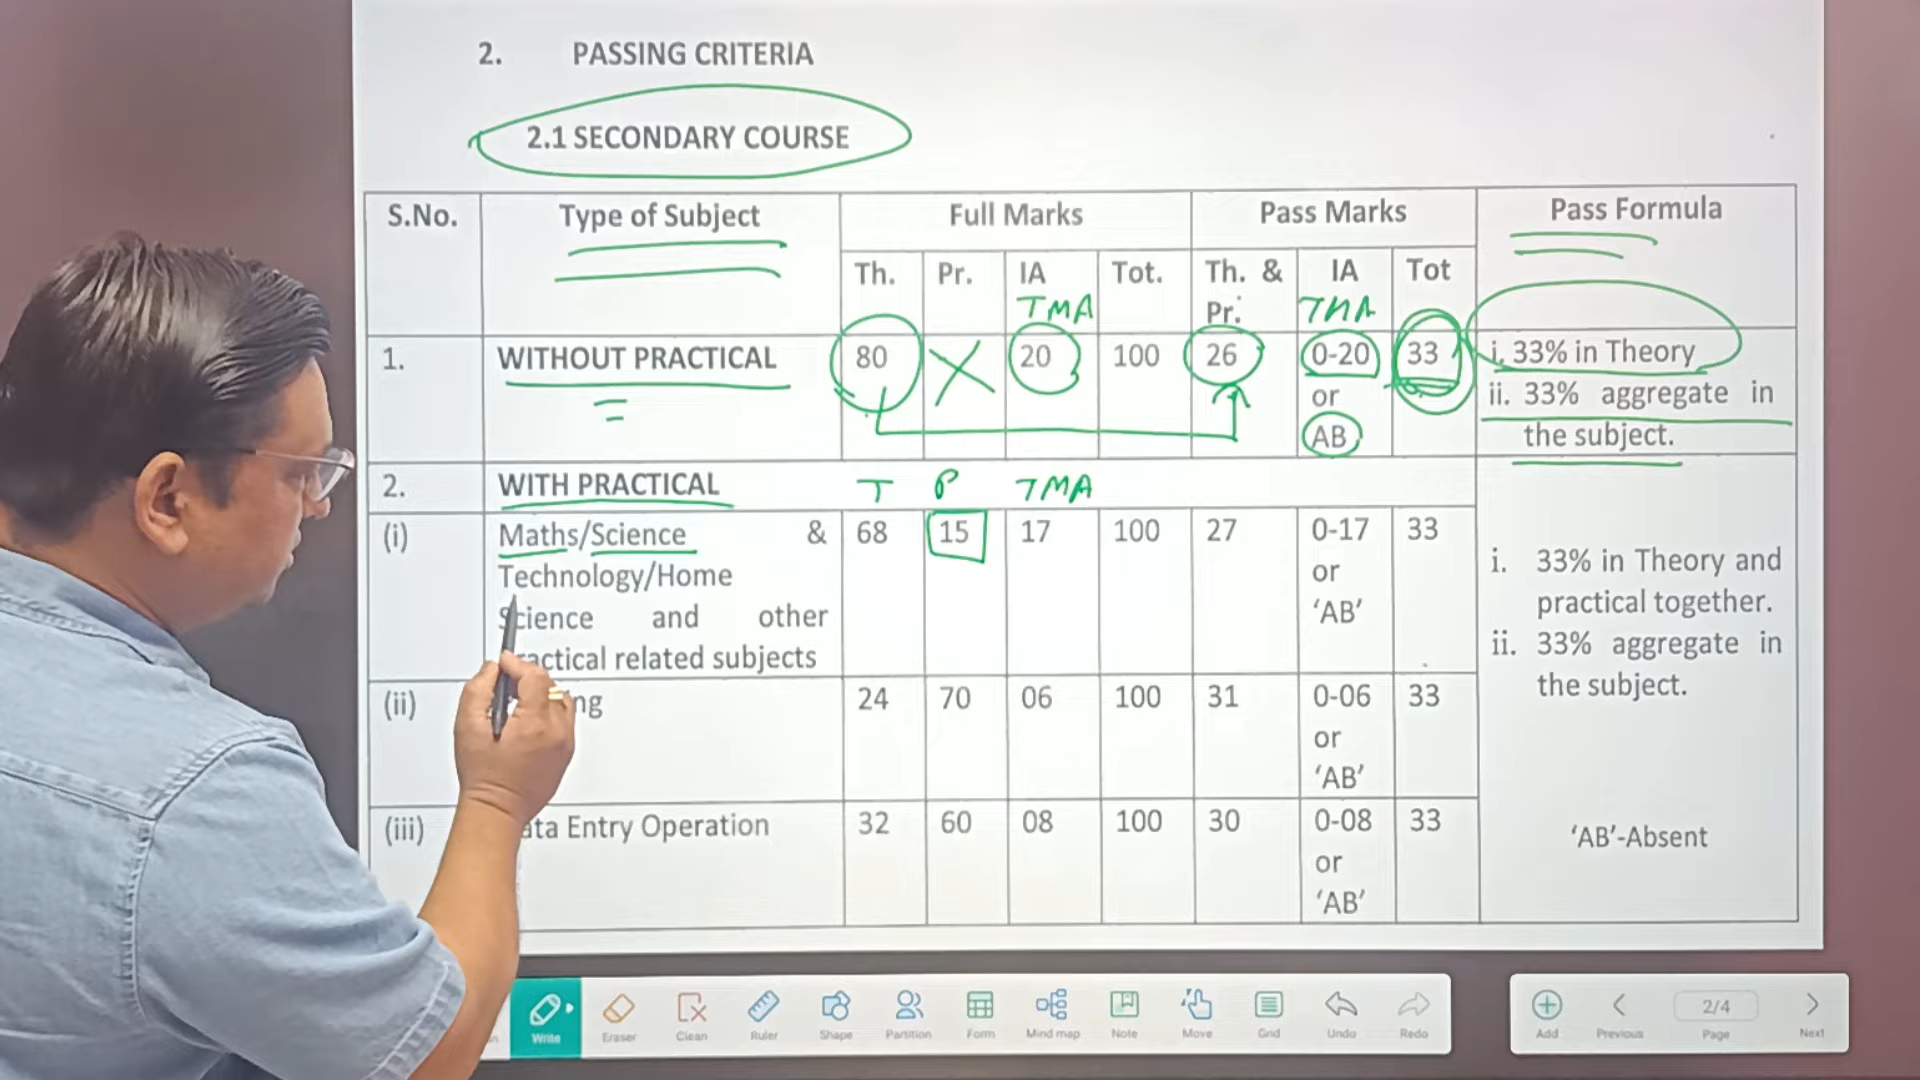 2. PASSING CRITERIA
2.1 SECONDARY COURSE
S.No. Type of Subject Full Marks Pass Marks Pass Formula
Th. Pr. IA Tot. Th. & Pr. IA Tot
TMA TMA
1. WITHOUT PRACTICAL 80 20 100 26 0-20 33 i. 33% in Theory
or ii. 33% aggregate in
AB the subject.
2. WITH PRACTICAL T P TMA
(i) Maths/Science & 68 15 17 100 27 0-17 33
Technology/Home or i. 33% in Theory and
Science and other 'AB' practical together.
related subjects ii. 33% aggregate in
the subject.
(ii) 24 70 06 100 31 0-06 33
or
'AB'
(iii) Entry Operation 32 60 08 100 30 0-08 33 'AB'-Absent
or
'AB'
Write Eraser Clean Ruler Shape Partition Form Mind map Note Move Grid Undo Redo
Add Previous 2/4 Page Next